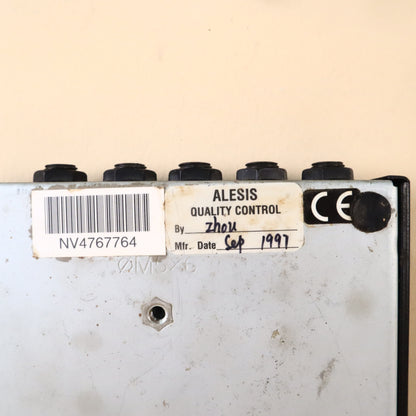 ALESIS
QUALITY CONTROL
By zhou
Mfr. Date Sep 1997
CE
NV4767764